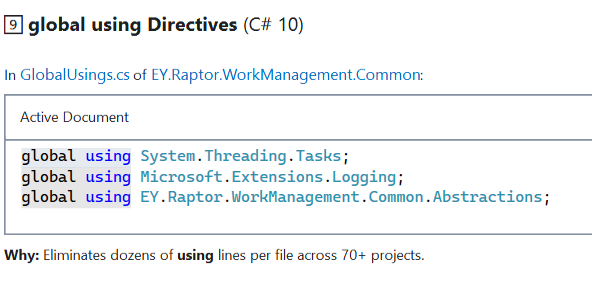 9 global using Directives (C# 10)
In GlobalUsings.cs of EY.Raptor.WorkManagement.Common:
Active Document
global using System.Threading.Tasks;
global using Microsoft.Extensions.Logging;
global using EY.Raptor.WorkManagement.Common.Abstractions;
Why: Eliminates dozens of using lines per file across 70+ projects.